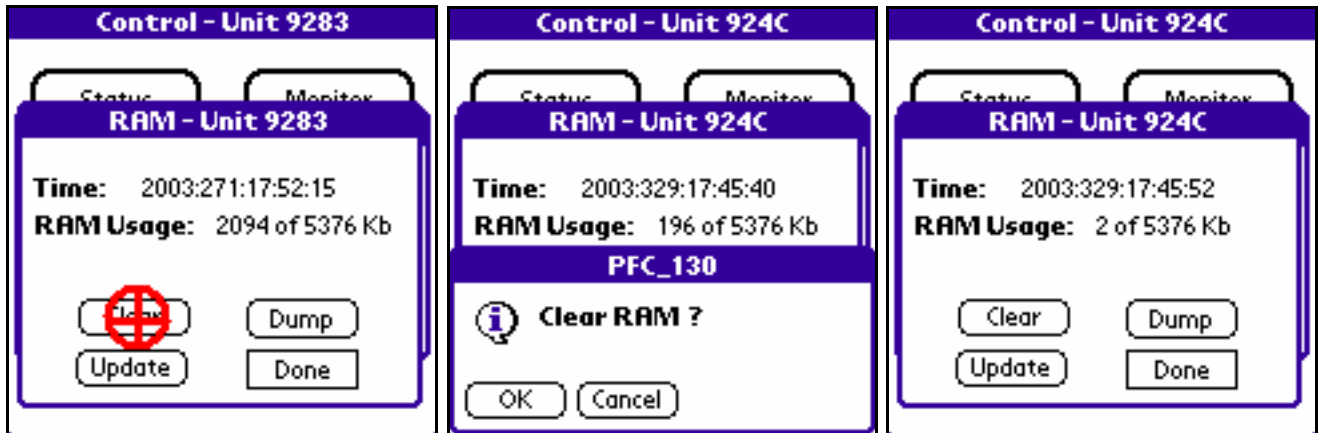 Control - Unit 9283
Status Monitor
RAM - Unit 9283
Time: 2003:271:17:52:15
RAM Usage: 2094 of 5376 Kb
Clear Dump
Update Done
Control - Unit 924C
Status Monitor
RAM - Unit 924C
Time: 2003:329:17:45:40
RAM Usage: 196 of 5376 Kb
PFC_130
Clear RAM ?
OK Cancel
Control - Unit 924C
Status Monitor
RAM - Unit 924C
Time: 2003:329:17:45:52
RAM Usage: 2 of 5376 Kb
Clear Dump
Update Done